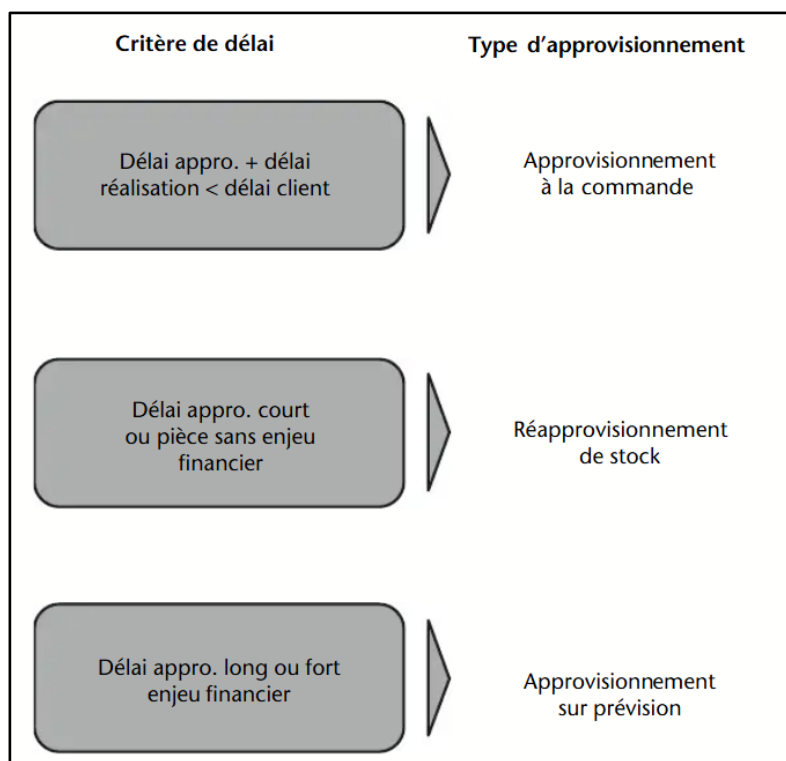 Critère de délai
Type d'approvisionnement
Délai appro. + délai
réalisation < délai client
Approvisionnement
à la commande
Délai appro. court
ou pièce sans enjeu
financier
Réapprovisionnement
de stock
Délai appro. long ou fort
enjeu financier
Approvisionnement
sur prévision